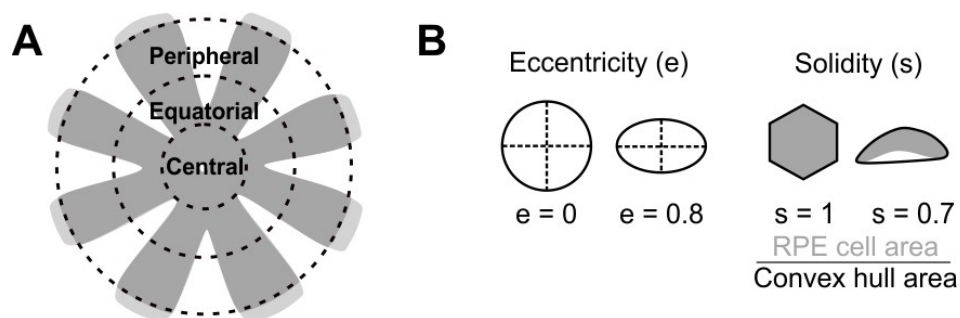 A
Peripheral
Equatorial
Central
B
Eccentricity (e)
Solidity (s)
e = 0
e = 0.8
s = 1
s = 0.7
RPE cell area
Convex hull area